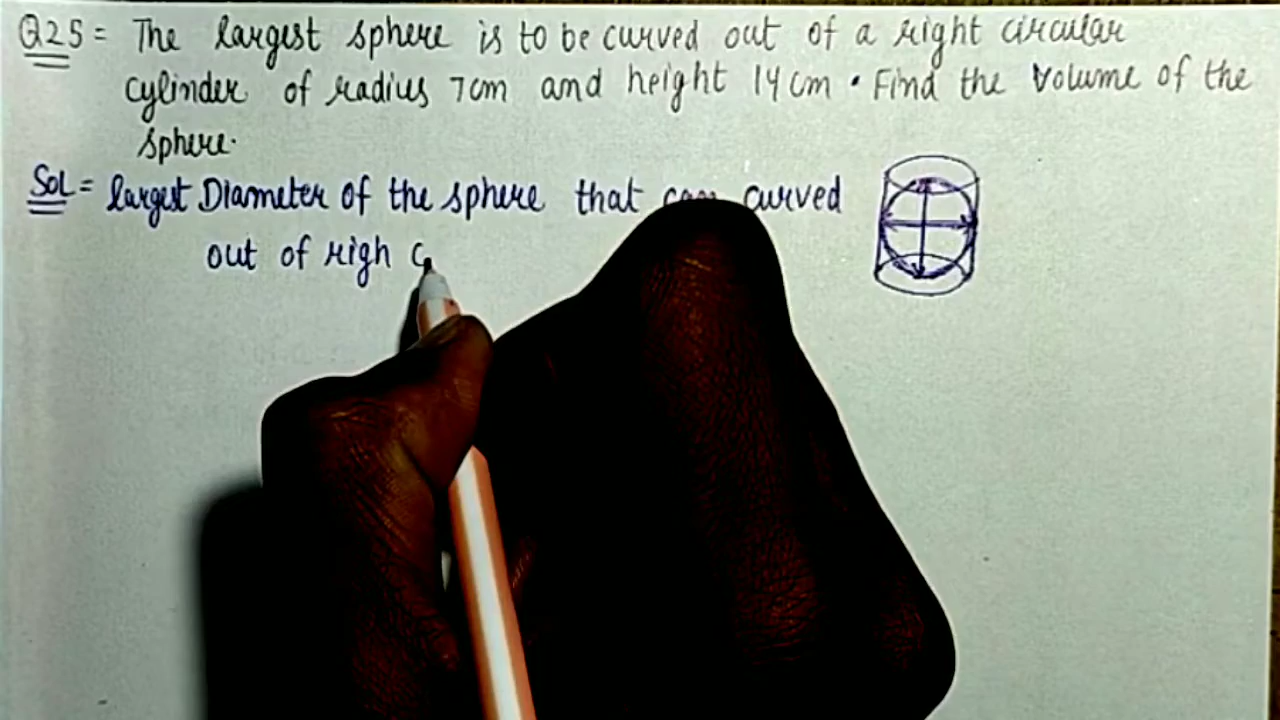 Q25 = The largest sphere is to be curved out of a right circular
cylinder of radius 7cm and height 14cm. Find the volume of the
sphere.
Sol = largest Diameter of the sphere that can curved
out of righ c